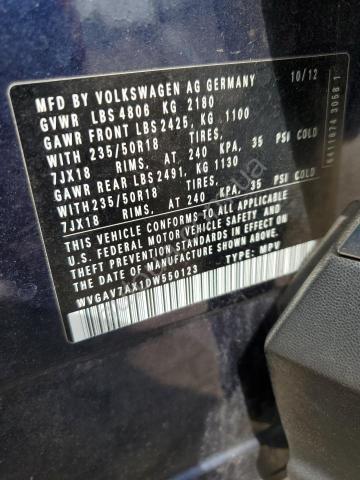 MFD BY VOLKSWAGEN AG GERMANY 10/12
GVWR LBS 4806 KG 2180
GAWR FRONT LBS 2425, KG 1100
WITH 235/50R18 TIRES,
7JX18 RIMS, AT 240 KPA, 35 PSI COLD
GAWR REAR LBS 2491, KG 1130
WITH 235/50R18 TIRES,
7JX18 RIMS, AT 240 KPA, 35 PSI COLD
THIS VEHICLE CONFORMS TO ALL APPLICABLE
U.S. FEDERAL MOTOR VEHICLE SAFETY AND
THEFT PREVENTION STANDARDS IN EFFECT ON THE
DATE OF MANUFACTURE SHOWN ABOVE.
WVGAV7AX1DW550123 TYPE: MPV